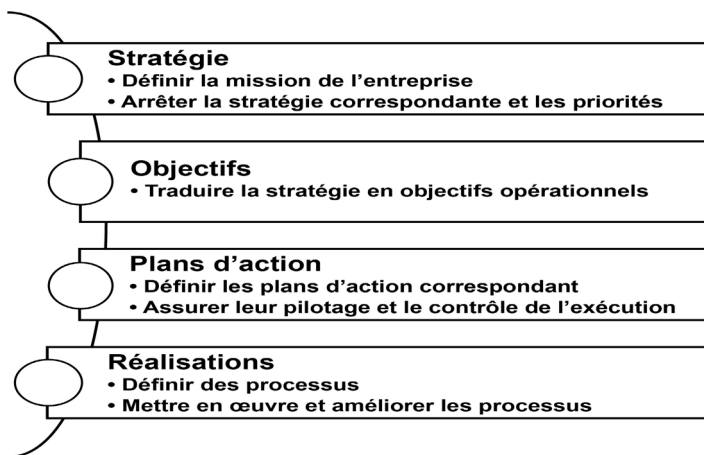 Stratégie
• Définir la mission de l’entreprise
• Arrêter la stratégie correspondante et les priorités
Objectifs
• Traduire la stratégie en objectifs opérationnels
Plans d’action
• Définir les plans d’action correspondant
• Assurer leur pilotage et le contrôle de l’exécution
Réalisations
• Définir des processus
• Mettre en œuvre et améliorer les processus